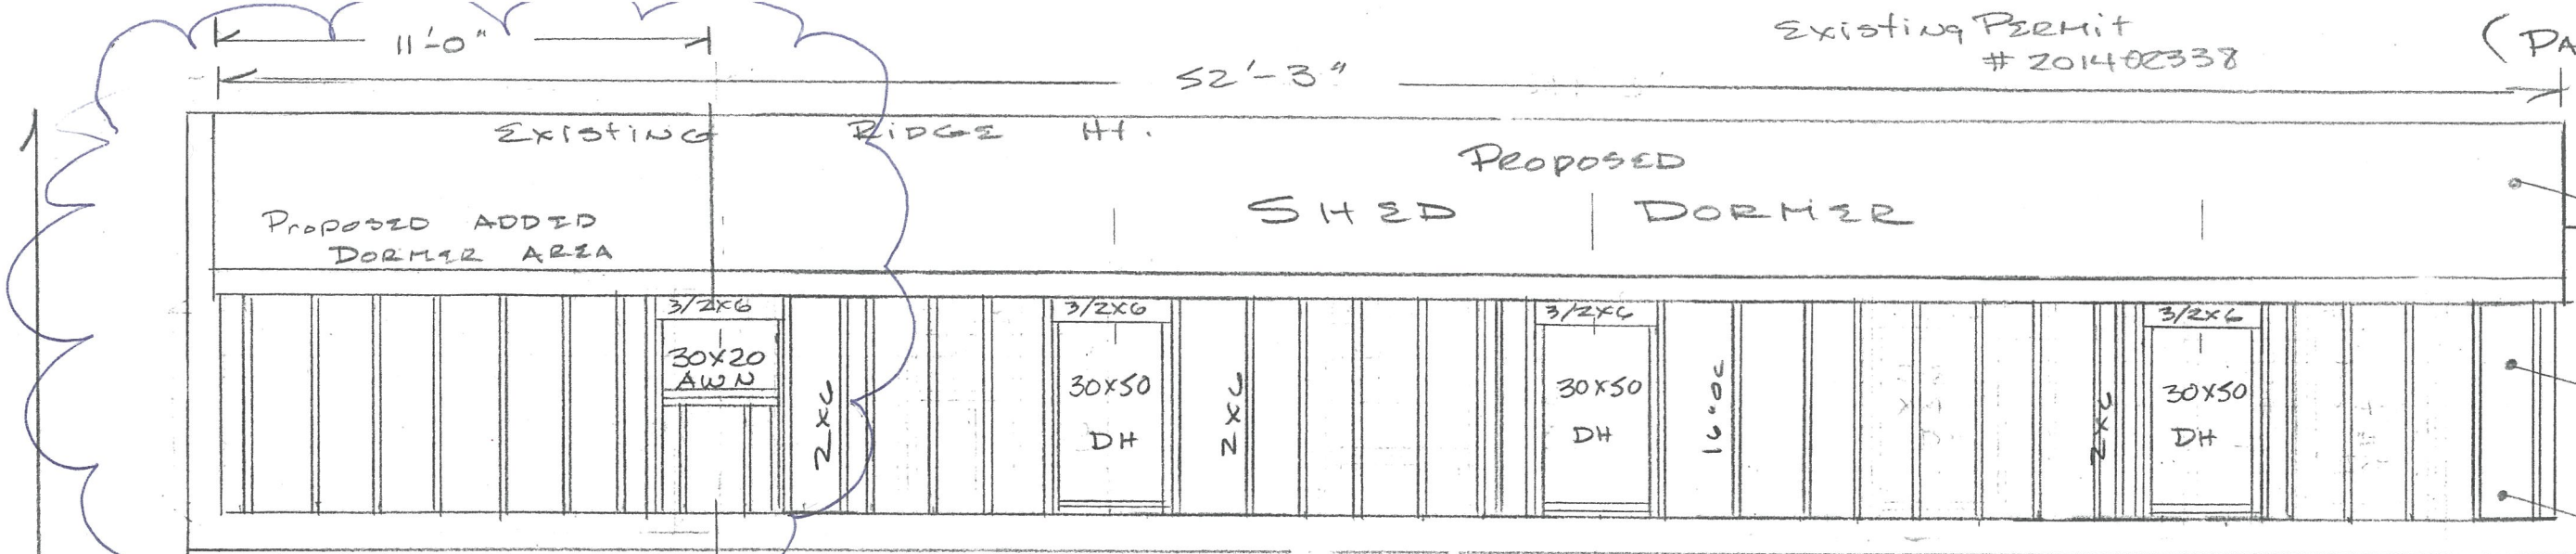 11'-0"
Existing Permit
# 201402338
(PA
52'-3"
Existing Ridge Ht.
Proposed
SHED DORMER
Proposed ADDED
DORMER AREA
3/2x6
3/2x6
3/2x6
3/2x6
30x20
AWN
2x6
30x50
DH
2x6
30x50
DH
16"oc
2x6
30x50
DH